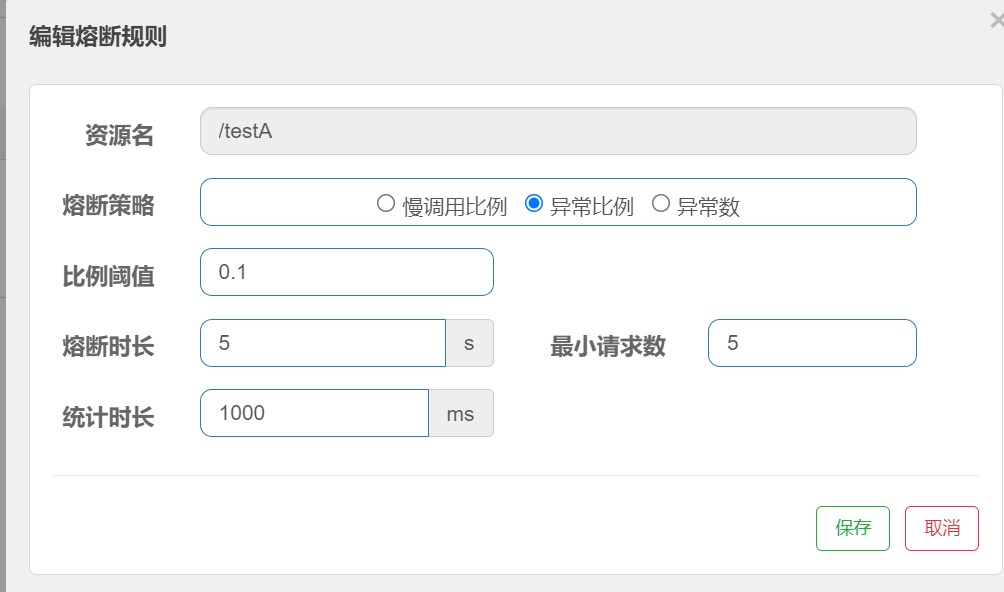 编辑熔断规则
×
资源名 /testA
熔断策略 慢调用比例 异常比例 异常数
比例阈值 0.1
熔断时长 5 s 最小请求数 5
统计时长 1000 ms
保存 取消